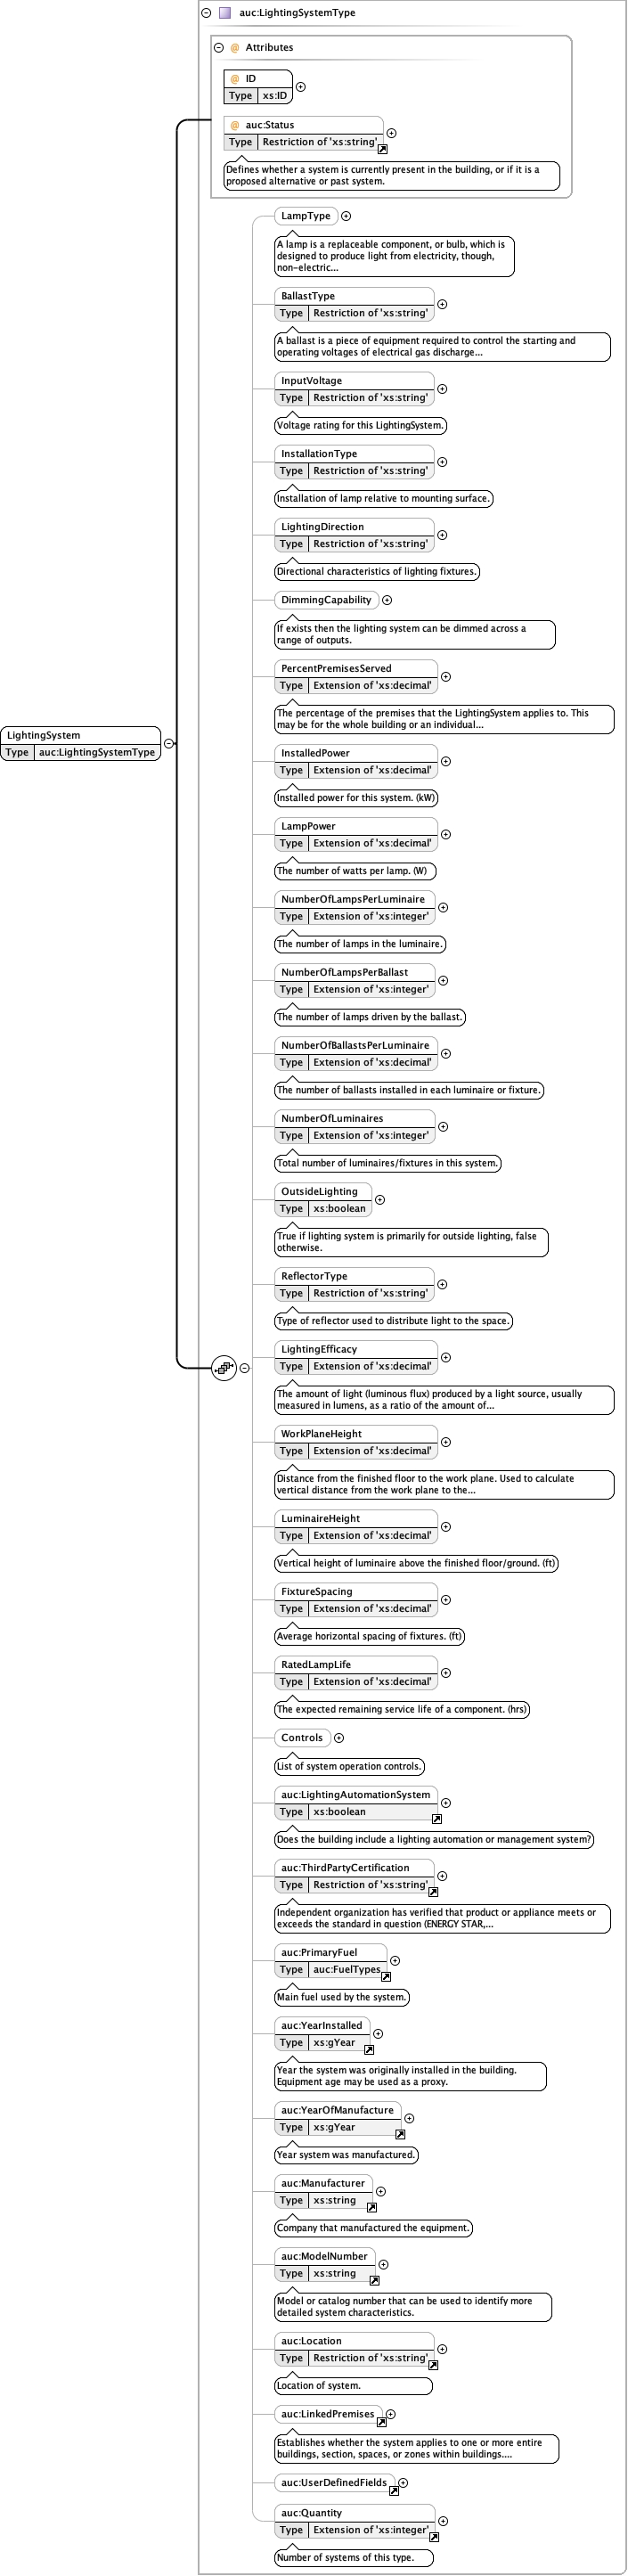 auc:LightingSystemType
@ Attributes
@ ID
Type xs:ID
@ auc:Status
Type Restriction of 'xs:string'
Defines whether a system is currently present in the building, or if it is a
proposed alternative or past system.
LampType
A lamp is a replaceable component, or bulb, which is
designed to produce light from electricity, though,
non-electric...
BallastType
Type Restriction of 'xs:string'
A ballast is a piece of equipment required to control the starting and
operating voltages of electrical gas discharge...
InputVoltage
Type Restriction of 'xs:string'
Voltage rating for this LightingSystem.
InstallationType
Type Restriction of 'xs:string'
Installation of lamp relative to mounting surface.
LightingDirection
Type Restriction of 'xs:string'
Directional characteristics of lighting fixtures.
DimmingCapability
If exists then the lighting system can be dimmed across a
range of outputs.
PercentPremisesServed
Type Extension of 'xs:decimal'
The percentage of the premises that the LightingSystem applies to. This
may be for the whole building or an individual...
LightingSystem
Type auc:LightingSystemType
InstalledPower
Type Extension of 'xs:decimal'
Installed power for this system. (kW)
LampPower
Type Extension of 'xs:decimal'
The number of watts per lamp. (W)
NumberOfLampsPerLuminaire
Type Extension of 'xs:integer'
The number of lamps in the luminaire.
NumberOfLampsPerBallast
Type Extension of 'xs:integer'
The number of lamps driven by the ballast.
NumberOfBallastsPerLuminaire
Type Extension of 'xs:decimal'
The number of ballasts installed in each luminaire or fixture.
NumberOfLuminaires
Type Extension of 'xs:integer'
Total number of luminaires/fixtures in this system.
OutsideLighting
Type xs:boolean
True if lighting system is primarily for outside lighting, false
otherwise.
ReflectorType
Type Restriction of 'xs:string'
Type of reflector used to distribute light to the space.
LightingEfficacy
Type Extension of 'xs:decimal'
The amount of light (luminous flux) produced by a light source, usually
measured in lumens, as a ratio of the amount of...
WorkPlaneHeight
Type Extension of 'xs:decimal'
Distance from the finished floor to the work plane. Used to calculate
vertical distance from the work plane to the...
LuminaireHeight
Type Extension of 'xs:decimal'
Vertical height of luminaire above the finished floor/ground. (ft)
FixtureSpacing
Type Extension of 'xs:decimal'
Average horizontal spacing of fixtures. (ft)
RatedLampLife
Type Extension of 'xs:decimal'
The expected remaining service life of a component. (hrs)
Controls
List of system operation controls.
auc:LightingAutomationSystem
Type xs:boolean
Does the building include a lighting automation or management system?
auc:ThirdPartyCertification
Type Restriction of 'xs:string'
Independent organization has verified that product or appliance meets or
exceeds the standard in question (ENERGY STAR,...
auc:PrimaryFuel
Type auc:FuelTypes
Main fuel used by the system.
auc:YearInstalled
Type xs:gYear
Year the system was originally installed in the building.
Equipment age may be used as a proxy.
auc:YearOfManufacture
Type xs:gYear
Year system was manufactured.
auc:Manufacturer
Type xs:string
Company that manufactured the equipment.
auc:ModelNumber
Type xs:string
Model or catalog number that can be used to identify more
detailed system characteristics.
auc:Location
Type Restriction of 'xs:string'
Location of system.
auc:LinkedPremises
Establishes whether the system applies to one or more entire
buildings, section, spaces, or zones within buildings....
auc:UserDefinedFields
auc:Quantity
Type Extension of 'xs:integer'
Number of systems of this type.